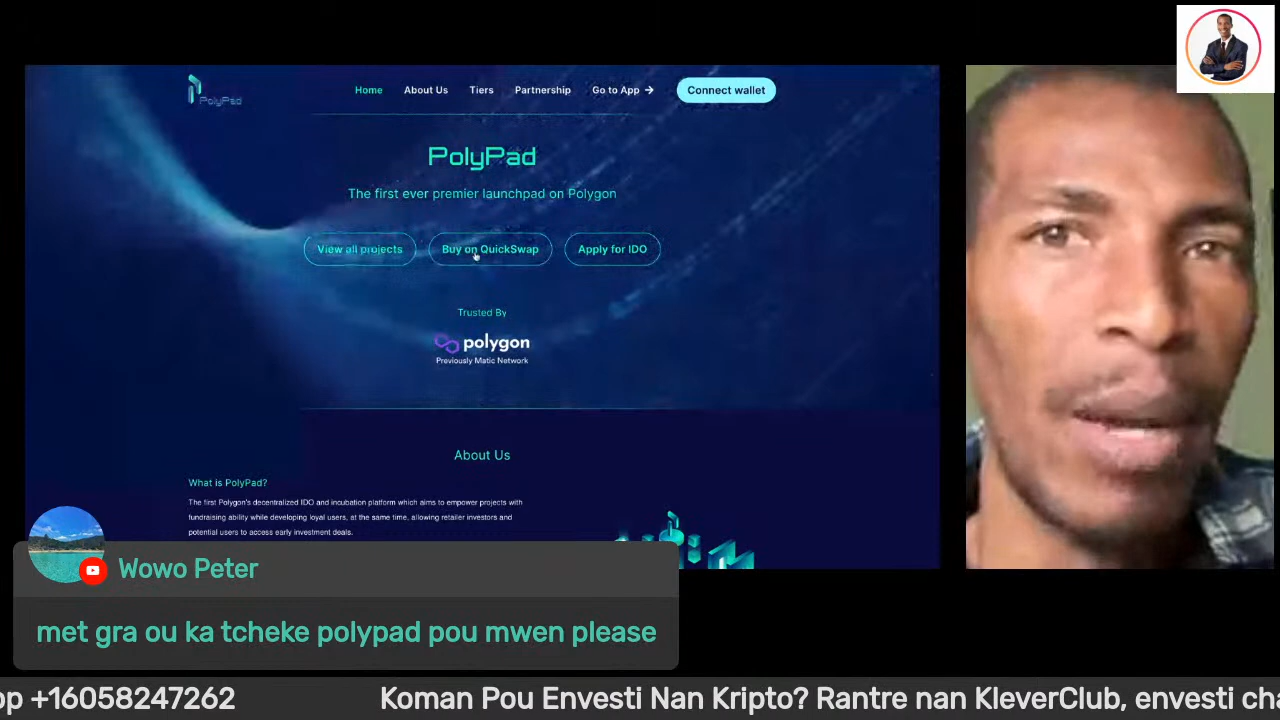 PolyPad
Home About Us Tiers Partnership Go to App → Connect wallet
PolyPad
The first ever premier launchpad on Polygon
View all projects Buy on QuickSwap Apply for IDO
Trusted By
polygon
Previously Matic Network
About Us
What is PolyPad?
The first Polygon's decentralized IDO and incubation platform which aims to empower projects with
fundraising ability while developing loyal users, at the same time, allowing retailer investors and
potential users to access early investment deals.
Wowo Peter
met gra ou ka tcheke polypad pou mwen please
pp +16058247262 Koman Pou Envesti Nan Kripto? Rantre nan KleverClub, envesti cha